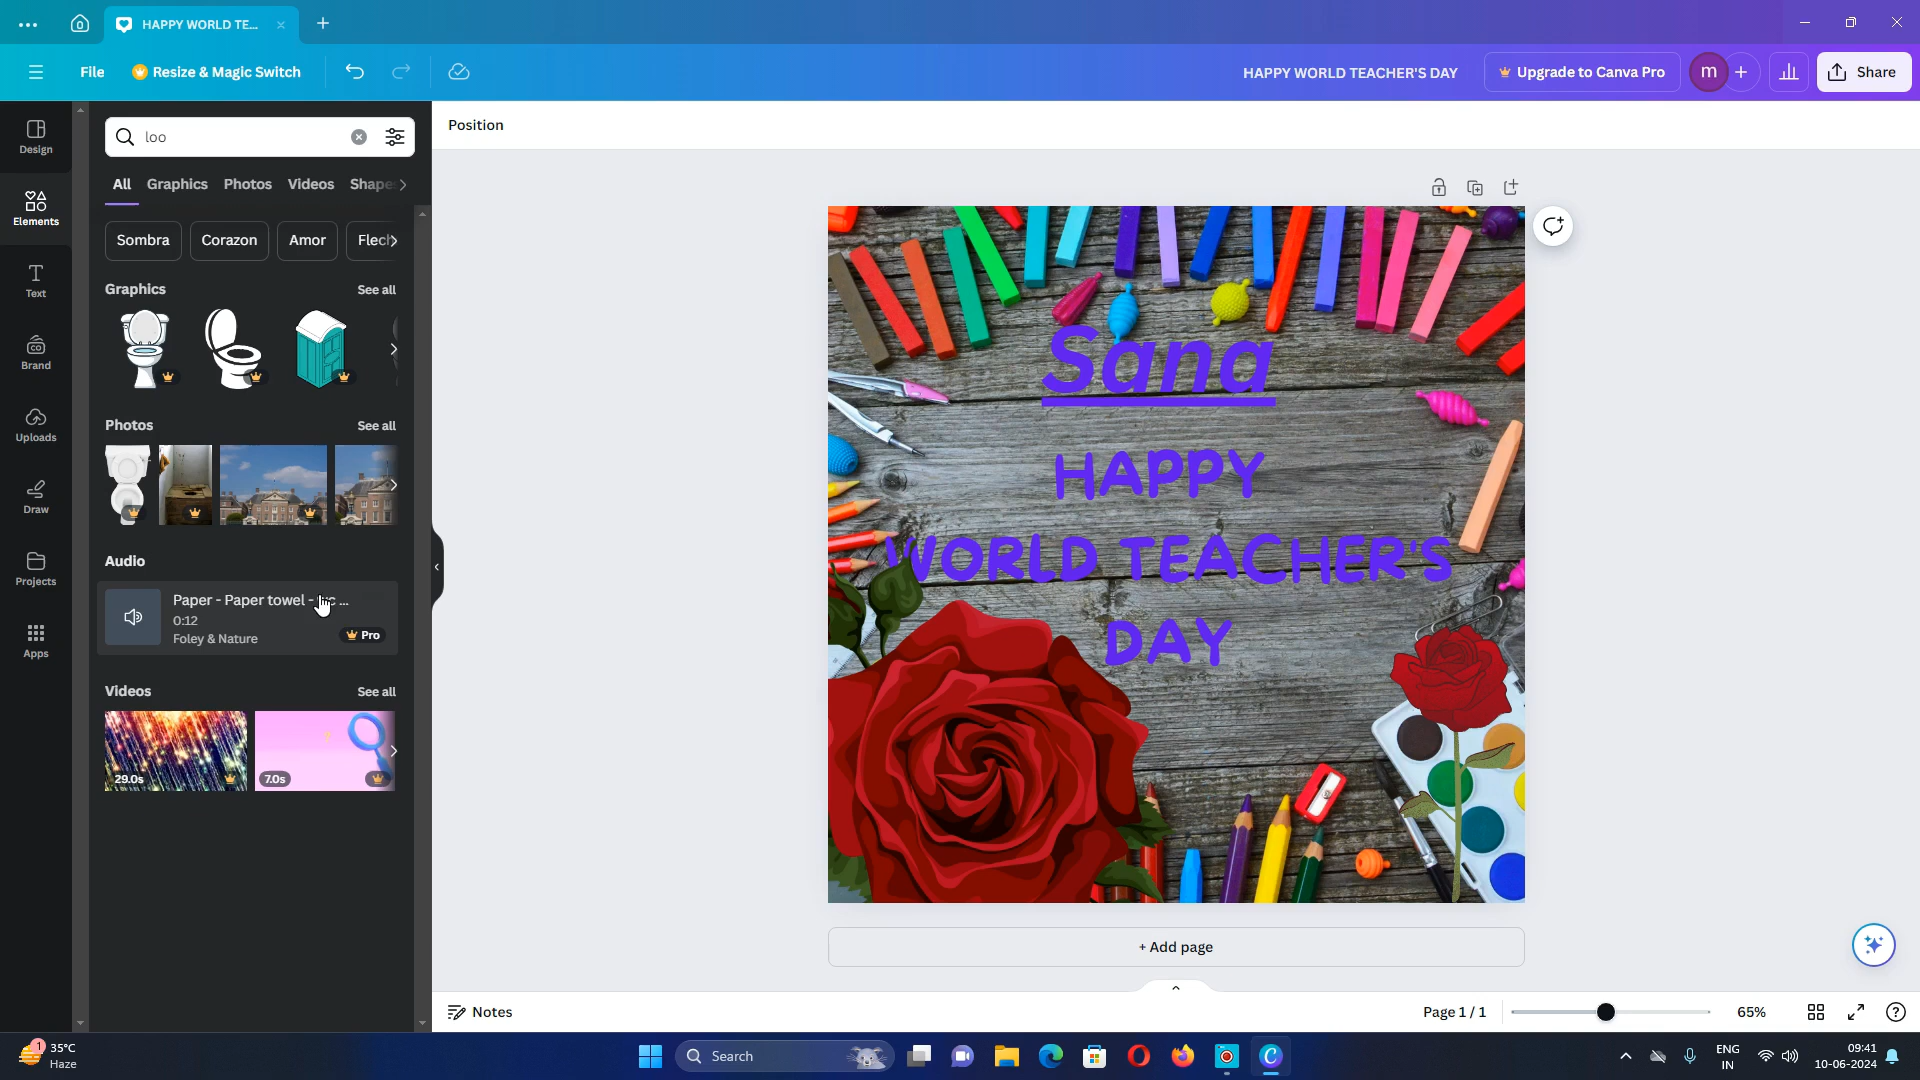 HAPPY WORLD TE...
File
Resize & Magic Switch
HAPPY WORLD TEACHER'S DAY
Upgrade to Canva Pro
m
Share
Design
Elements
Text
Brand
Uploads
Draw
Projects
Apps
loo
All Graphics Photos Videos Shape
Sombra Corazon Amor Flech
Graphics See all
Photos See all
Audio
Paper - Paper towel -
0:12
Foley & Nature
Pro
Videos See all
29.0s
7.0s
Position
Sana
HAPPY
WORLD TEACHER'S
DAY
+ Add page
Notes
Page 1 / 1
65%
35°C
Haze
1
Search
ENG
IN
09:41
10-06-2024